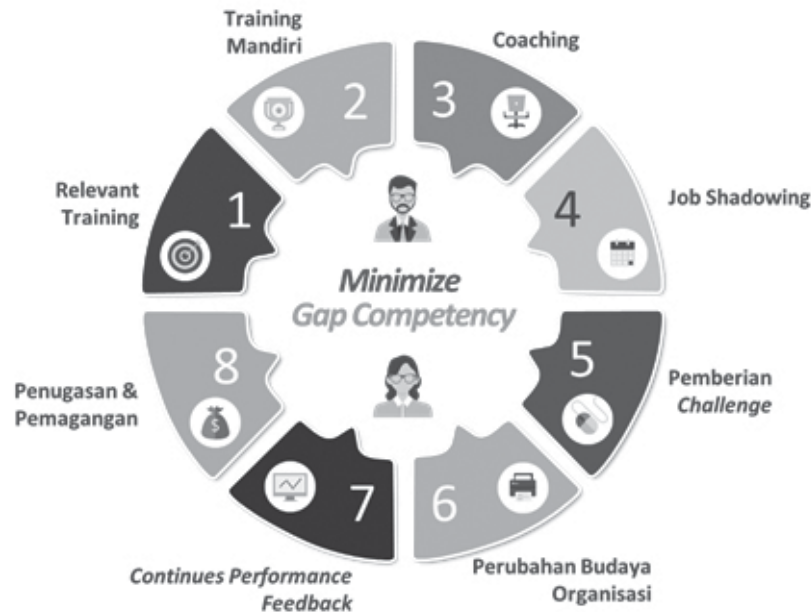 Training
Mandiri
2
Coaching
3
Relevant
Training
1
Job Shadowing
4
Minimize
Gap Competency
Pemberian
Challenge
5
Perubahan Budaya
Organisasi
6
Continues Performance
Feedback
7
Penugasan &
Pemagangan
8
$